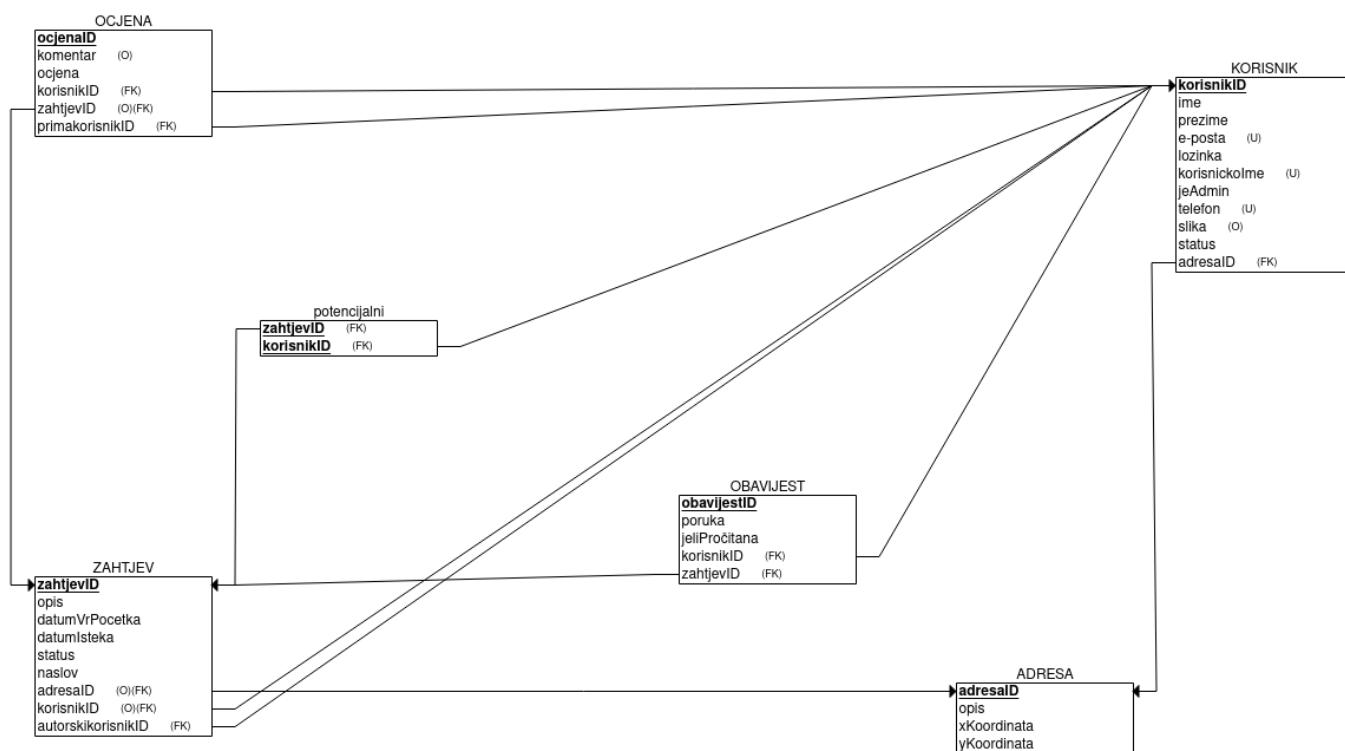 OCJENA
ocjenaID
komentar (O)
ocjena
korisnikID (FK)
zahtjevID (O)(FK)
primakorisnikID (FK)
KORISNIK
korisnikID
ime
prezime
e-posta (U)
lozinka
korisnickoIme (U)
jeAdmin
telefon (U)
slika (O)
status
adresaID (FK)
potencijalni
zahtjevID (FK)
korisnikID (FK)
OBAVIJEST
obavijestID
poruka
jeliPročitana
korisnikID (FK)
zahtjevID (FK)
ZAHTJEV
zahtjevID
opis
datumVrPocetka
datumIsteka
status
naslov
adresaID (O)(FK)
korisnikID (O)(FK)
autorskikorisnikID (FK)
ADRESA
adresaID
opis
xKoordinata
yKoordinata